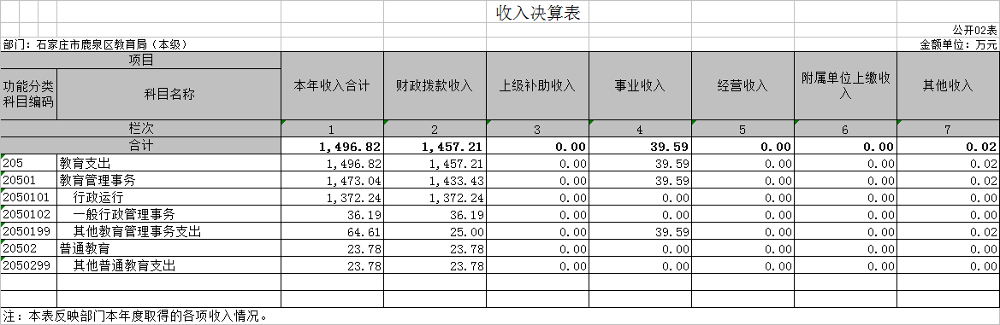 收入决算表
公开02表
部门：石家庄市鹿泉区教育局（本级） 金额单位：万元
项目 本年收入合计 财政拨款收入 上级补助收入 事业收入 经营收入 附属单位上缴收入 其他收入
功能分类科目编码 科目名称
栏次 1 2 3 4 5 6 7
合计 1,496.82 1,457.21 0.00 39.59 0.00 0.00 0.02
205 教育支出 1,496.82 1,457.21 0.00 39.59 0.00 0.00 0.02
20501 教育管理事务 1,473.04 1,433.43 0.00 39.59 0.00 0.00 0.02
2050101 行政运行 1,372.24 1,372.24 0.00 0.00 0.00 0.00 0.00
2050102 一般行政管理事务 36.19 36.19 0.00 0.00 0.00 0.00 0.00
2050199 其他教育管理事务支出 64.61 25.00 0.00 39.59 0.00 0.00 0.02
20502 普通教育 23.78 23.78 0.00 0.00 0.00 0.00 0.00
2050299 其他普通教育支出 23.78 23.78 0.00 0.00 0.00 0.00 0.00
注：本表反映部门本年度取得的各项收入情况。